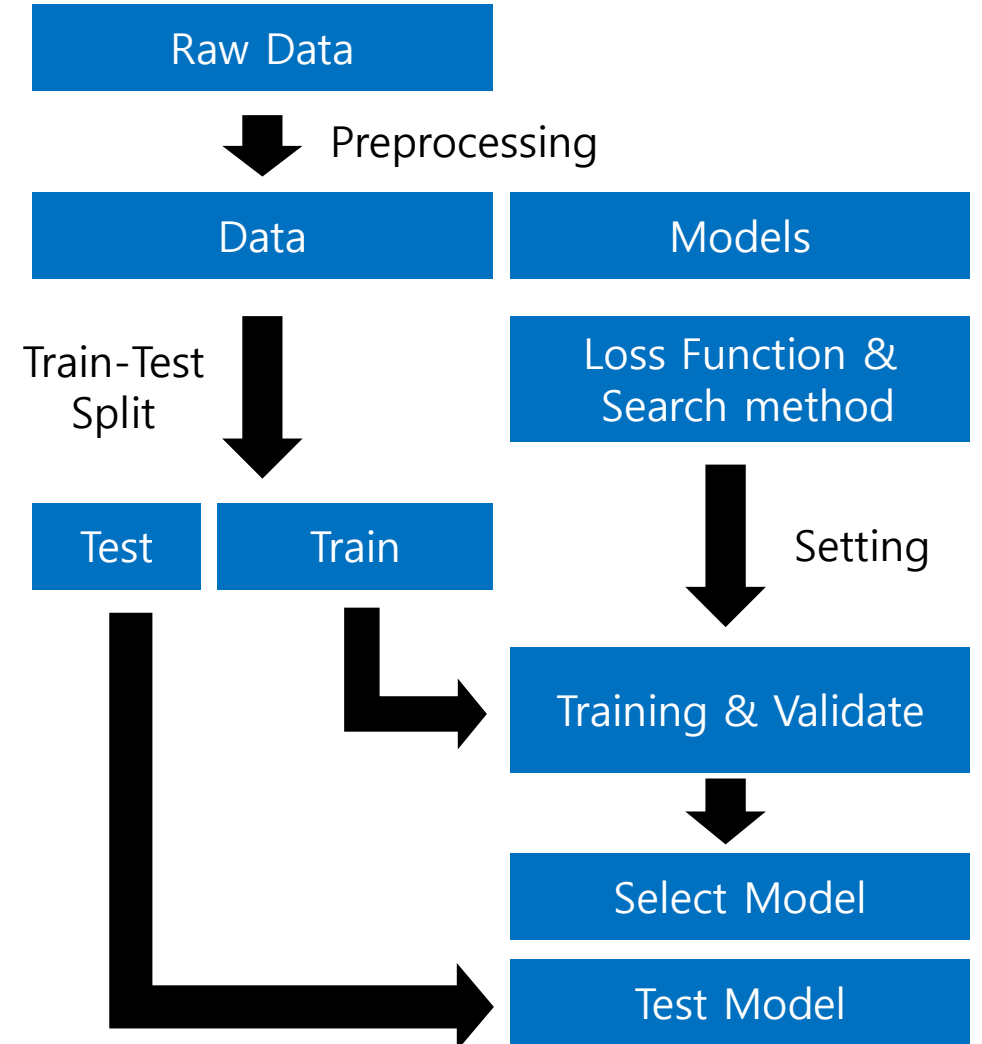 Raw Data
Preprocessing
Data
Models
Train-Test
Split
Loss Function &
Search method
Test
Train
Setting
Training & Validate
Select Model
Test Model